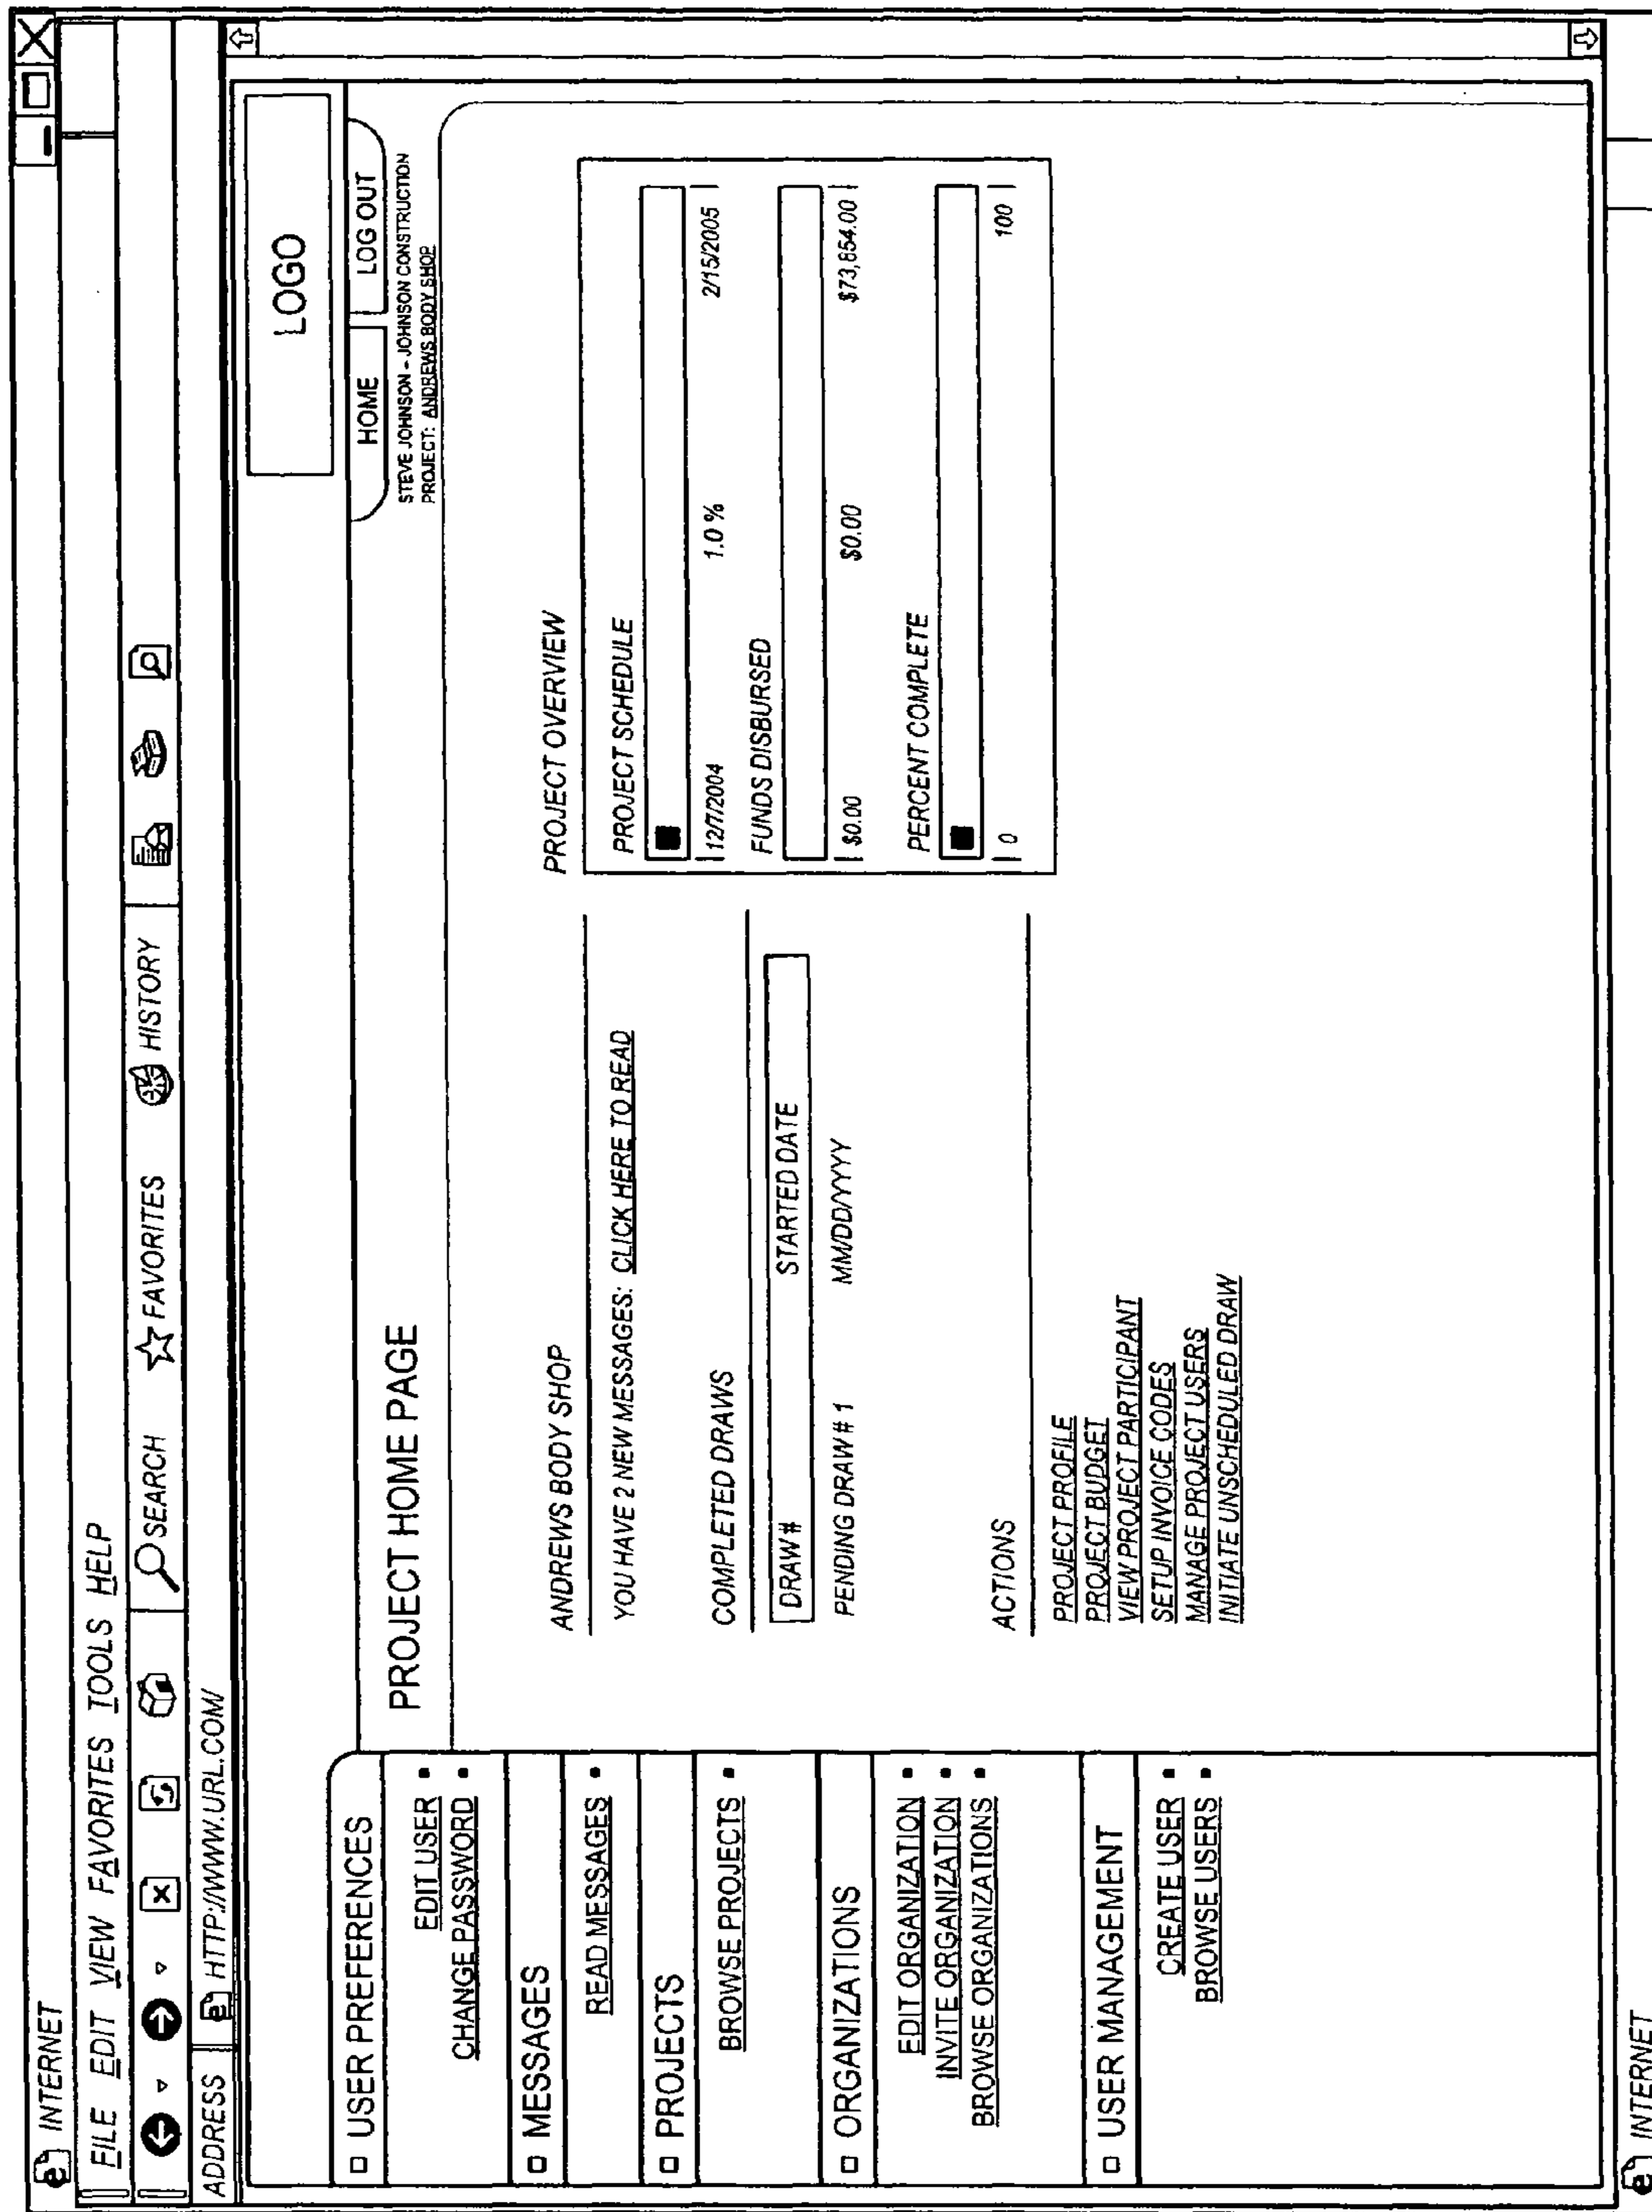 INTERNET
FILE EDIT VIEW FAVORITES TOOLS HELP
SEARCH FAVORITES HISTORY
ADDRESS HTTP://WWW.URL.COM/
LOGO
HOME LOG OUT
STEVE JOHNSON - JOHNSON CONSTRUCTION
PROJECT: ANDREWS BODY SHOP
USER PREFERENCES
EDIT USER
CHANGE PASSWORD
MESSAGES
READ MESSAGES
PROJECTS
BROWSE PROJECTS
ORGANIZATIONS
EDIT ORGANIZATION
INVITE ORGANIZATION
BROWSE ORGANIZATIONS
USER MANAGEMENT
CREATE USER
BROWSE USERS
PROJECT HOME PAGE
ANDREWS BODY SHOP
YOU HAVE 2 NEW MESSAGES: CLICK HERE TO READ
COMPLETED DRAWS
DRAW# STARTED DATE
PENDING DRAW# 1 MM/DD/YYYY
ACTIONS
PROJECT PROFILE
PROJECT BUDGET
VIEW PROJECT PARTICIPANT
SETUP INVOICE CODES
MANAGE PROJECT USERS
INITIATE UNSCHEDULED DRAW
PROJECT OVERVIEW
PROJECT SCHEDULE
12/7/2004 1.0 % 2/15/2005
FUNDS DISBURSED
$0.00 $0.00 $73,654.00
PERCENT COMPLETE
0 100
INTERNET